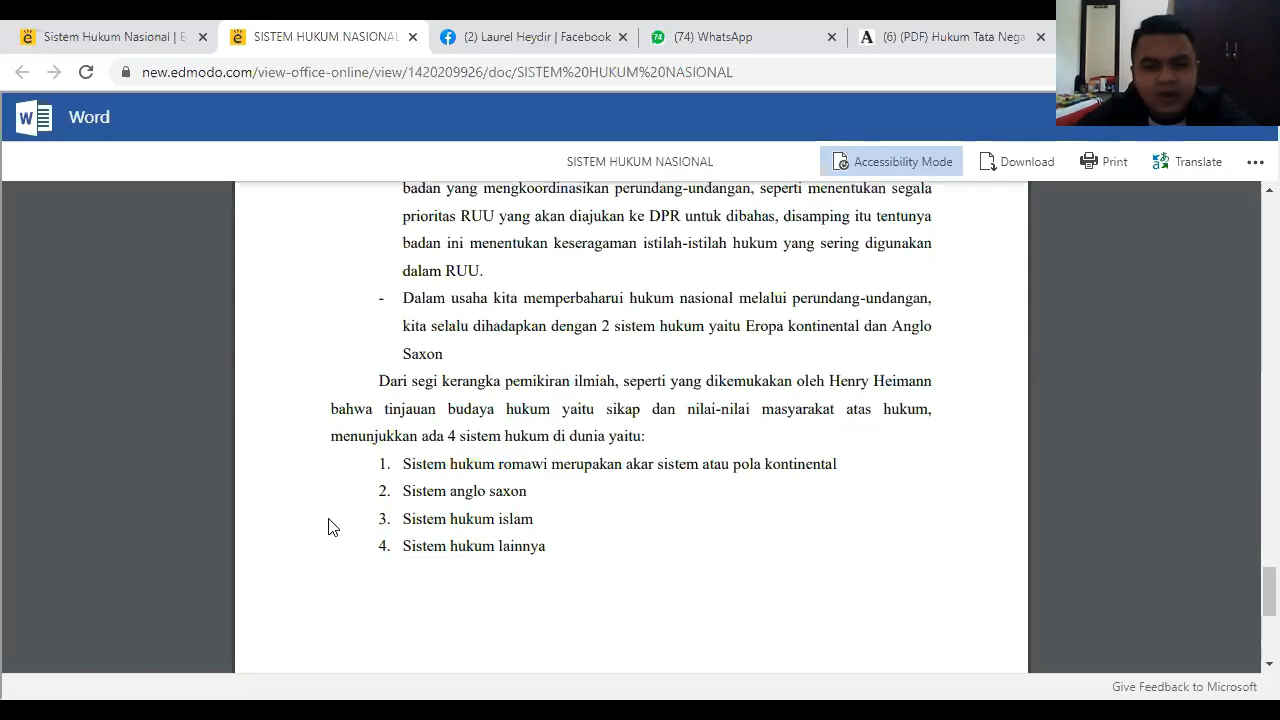 Sistem Hukum Nasional | E
SISTEM HUKUM NASIONAL
(2) Laurel Heydir | Facebook
(74) WhatsApp
(6) (PDF) Hukum Tata Nega
new.edmodo.com/view-office-online/view/1420209926/doc/SISTEM%20HUKUM%20NASIONAL
Word
SISTEM HUKUM NASIONAL
Accessibility Mode
Download
Print
Translate
badan yang mengkoordinasikan perundang-undangan, seperti menentukan segala
prioritas RUU yang akan diajukan ke DPR untuk dibahas, disamping itu tentunya
badan ini menentukan keseragaman istilah-istilah hukum yang sering digunakan
dalam RUU.
- Dalam usaha kita memperbaharui hukum nasional melalui perundang-undangan,
kita selalu dihadapkan dengan 2 sistem hukum yaitu Eropa kontinental dan Anglo
Saxon
Dari segi kerangka pemikiran ilmiah, seperti yang dikemukakan oleh Henry Heimann
bahwa tinjauan budaya hukum yaitu sikap dan nilai-nilai masyarakat atas hukum,
menunjukkan ada 4 sistem hukum di dunia yaitu:
1. Sistem hukum romawi merupakan akar sistem atau pola kontinental
2. Sistem anglo saxon
3. Sistem hukum islam
4. Sistem hukum lainnya
Give Feedback to Microsoft